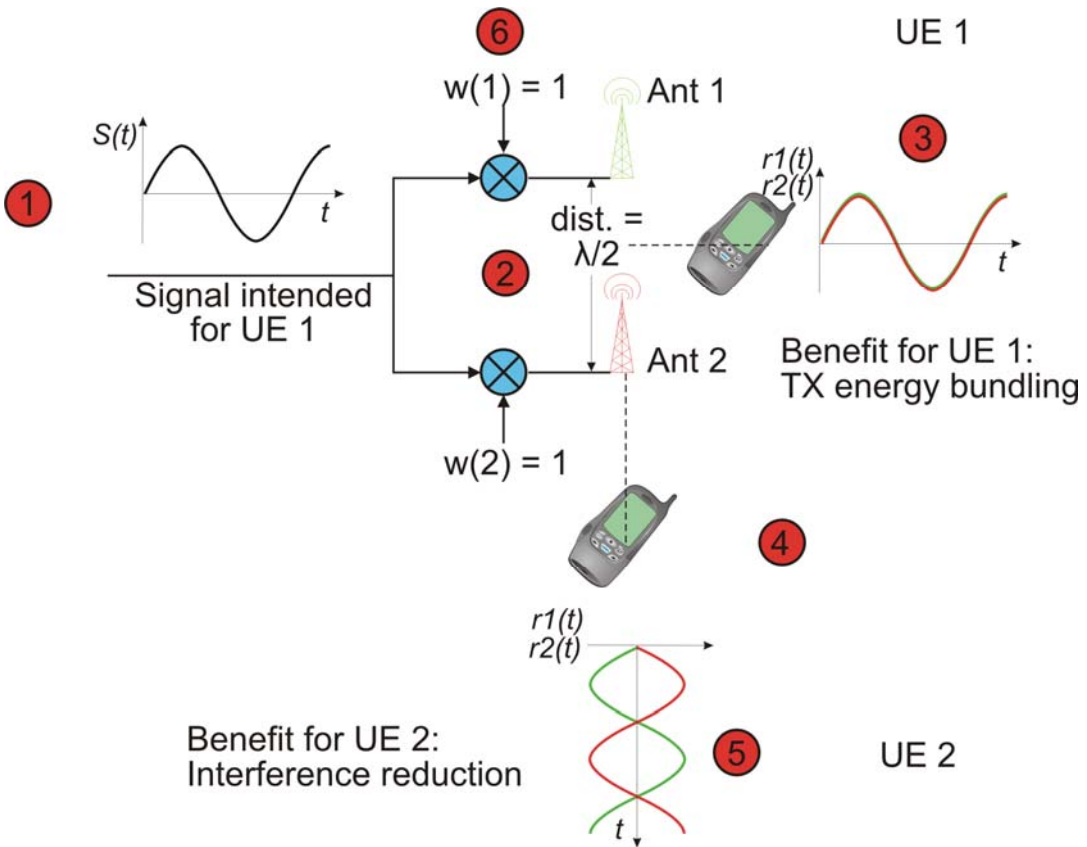 6
UE 1
w(1) = 1
Ant 1
S(t)
3
r1(t)
r2(t)
1
t
dist. =
λ/2
2
t
Signal intended
for UE 1
Ant 2
Benefit for UE 1:
TX energy bundling
w(2) = 1
4
r1(t)
r2(t)
Benefit for UE 2:
Interference reduction
5
UE 2
t